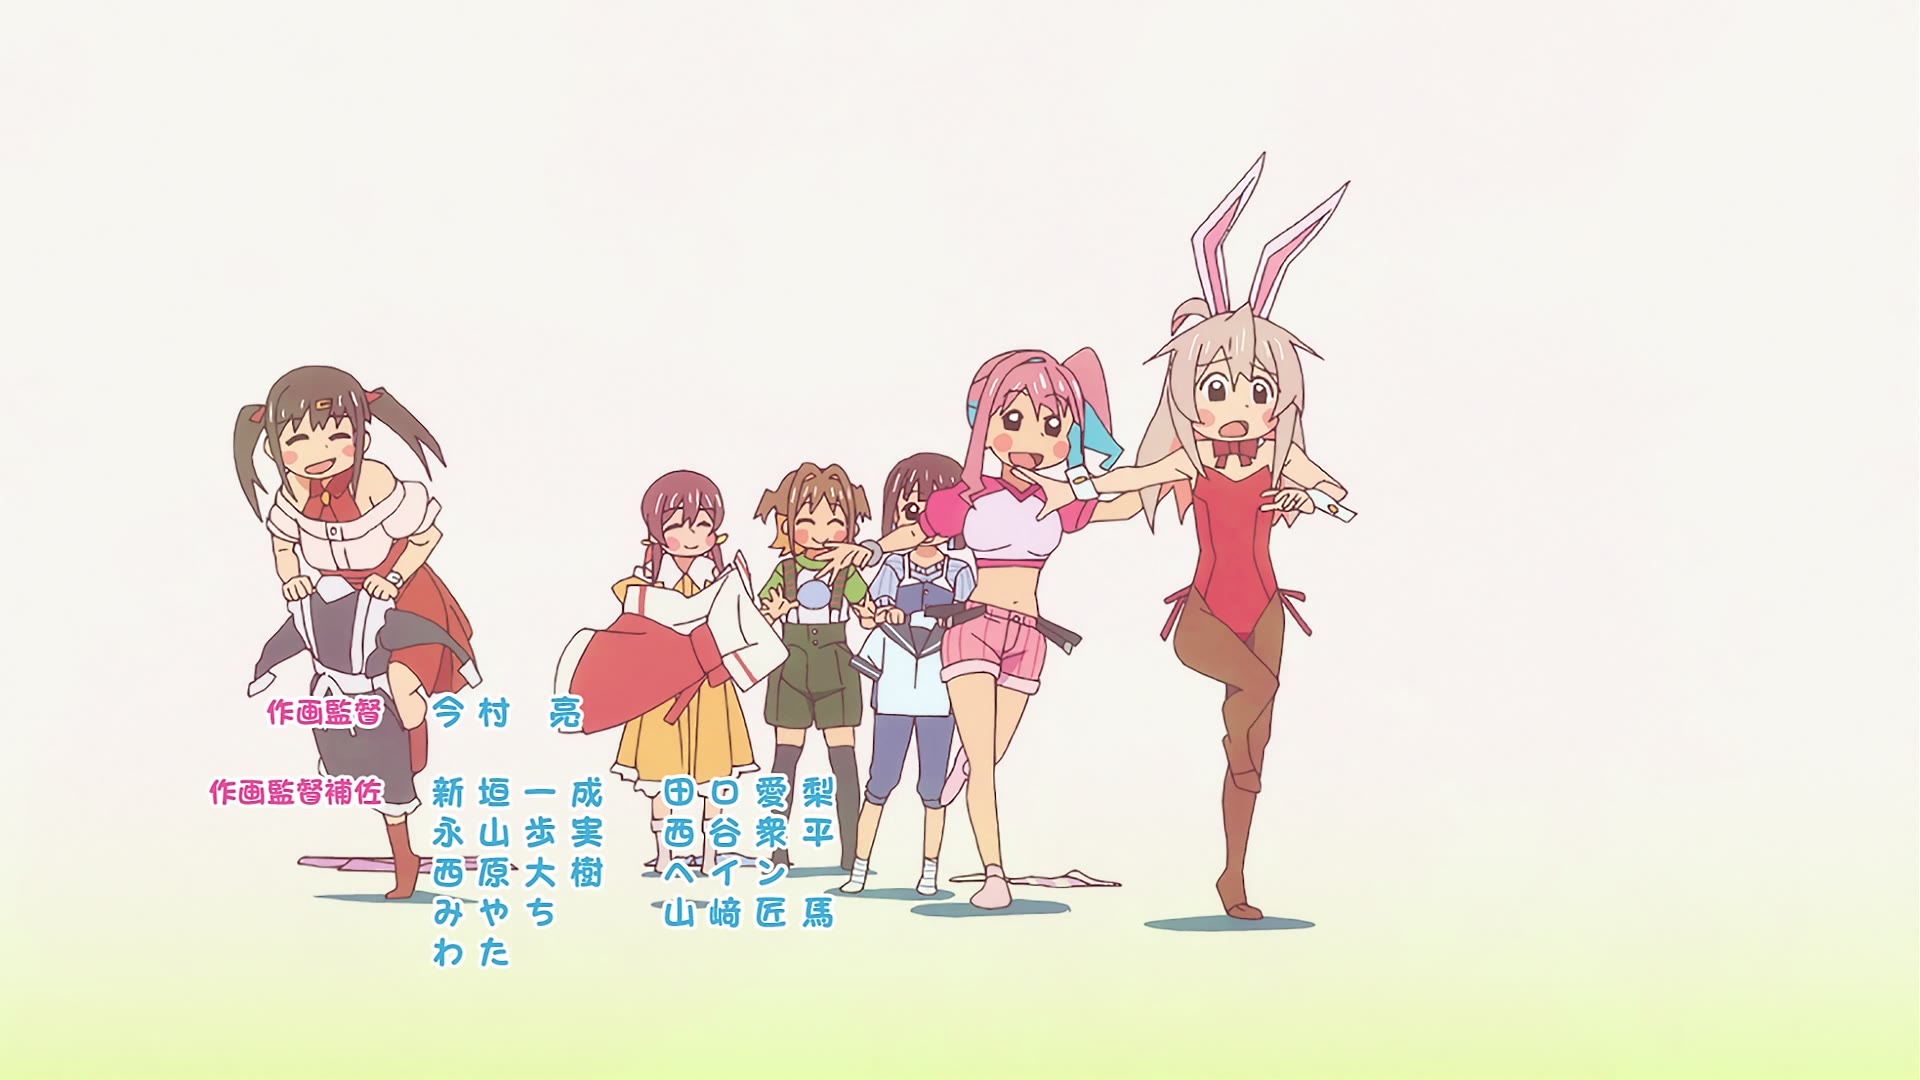 作画監督 今村 亮
作画監督補佐 新垣一成 田口愛梨
永山歩実 西谷衆平
西原大樹 へイン
みやち 山﨑匠馬
わた